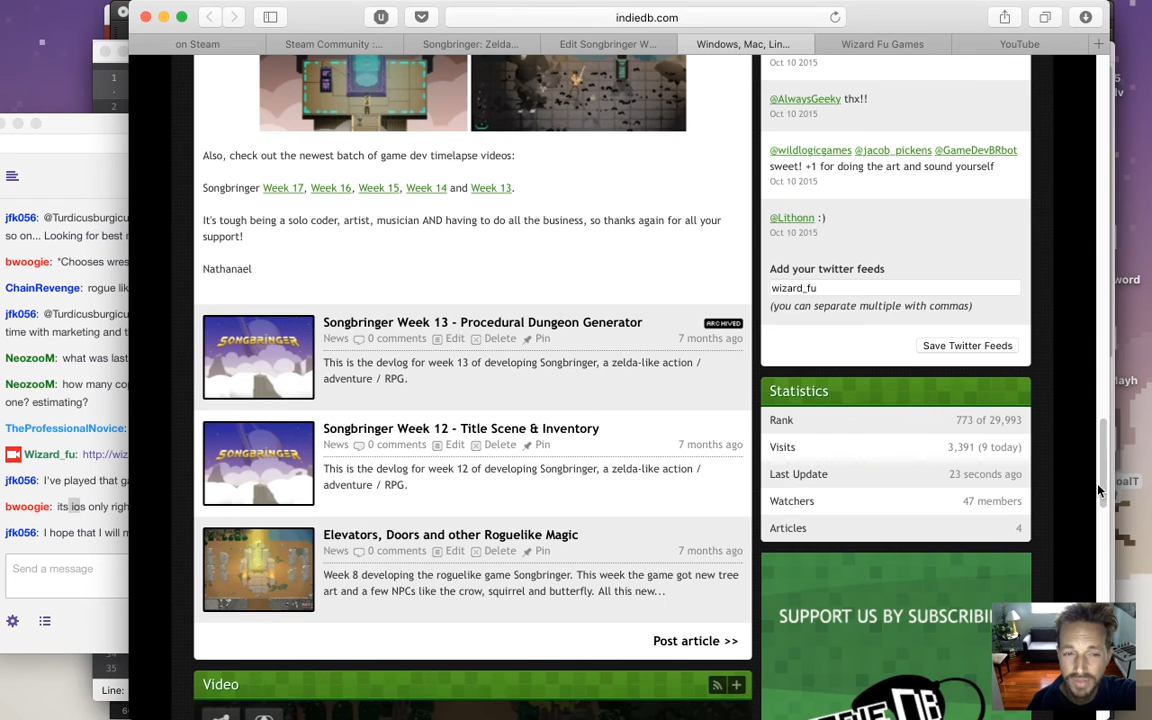 indiedb.com
on Steam
Steam Community :...
Songbringer: Zelda...
Edit Songbringer W...
Windows, Mac, Lin...
Wizard Fu Games
YouTube
Also, check out the newest batch of game dev timelapse videos:
Songbringer Week 17, Week 16, Week 15, Week 14 and Week 13.
It's tough being a solo coder, artist, musician AND having to do all the business, so thanks again for all your
support!
Nathanael
Songbringer Week 13 - Procedural Dungeon Generator
ARCHIVED
News 0 comments Edit Delete Pin 7 months ago
This is the devlog for week 13 of developing Songbringer, a zelda-like action /
adventure / RPG.
SONGBRINGER
Songbringer Week 12 - Title Scene & Inventory
News 0 comments Edit Delete Pin 7 months ago
This is the devlog for week 12 of developing Songbringer, a zelda-like action /
adventure / RPG.
SONGBRINGER
Elevators, Doors and other Roguelike Magic
News 0 comments Edit Delete Pin 7 months ago
Week 8 developing the roguelike game Songbringer. This week the game got new tree
art and a few NPCs like the crow, squirrel and butterfly. All this new...
Post article >>
Video
Oct 10 2015
@AlwaysGeeky thx!!
Oct 10 2015
@wildlogicgames @jacob_pickens @GameDevBRbot
sweet! +1 for doing the art and sound yourself
Oct 10 2015
@Lithonn :)
Oct 10 2015
Add your twitter feeds
wizard_fu
(you can separate multiple with commas)
Save Twitter Feeds
Statistics
Rank 773 of 29,993
Visits 3,391 (9 today)
Last Update 23 seconds ago
Watchers 47 members
Articles 4
SUPPORT US BY SUBSCRIBI
jfk056: @Turdicusburgicu
so on... Looking for best
bwoogie: *Chooses wres
ChainRevenge: rogue lik
jfk056: @Turdicusburgicu
time with marketing and t
NeozooM: what was last
NeozooM: how many cop
one? estimating?
TheProfessionalNovice:
Wizard_fu: http://wiz
jfk056: I've played that ga
bwoogie: its ios only righ
jfk056: I hope that I will m
Send a message
1
2
35
Line: